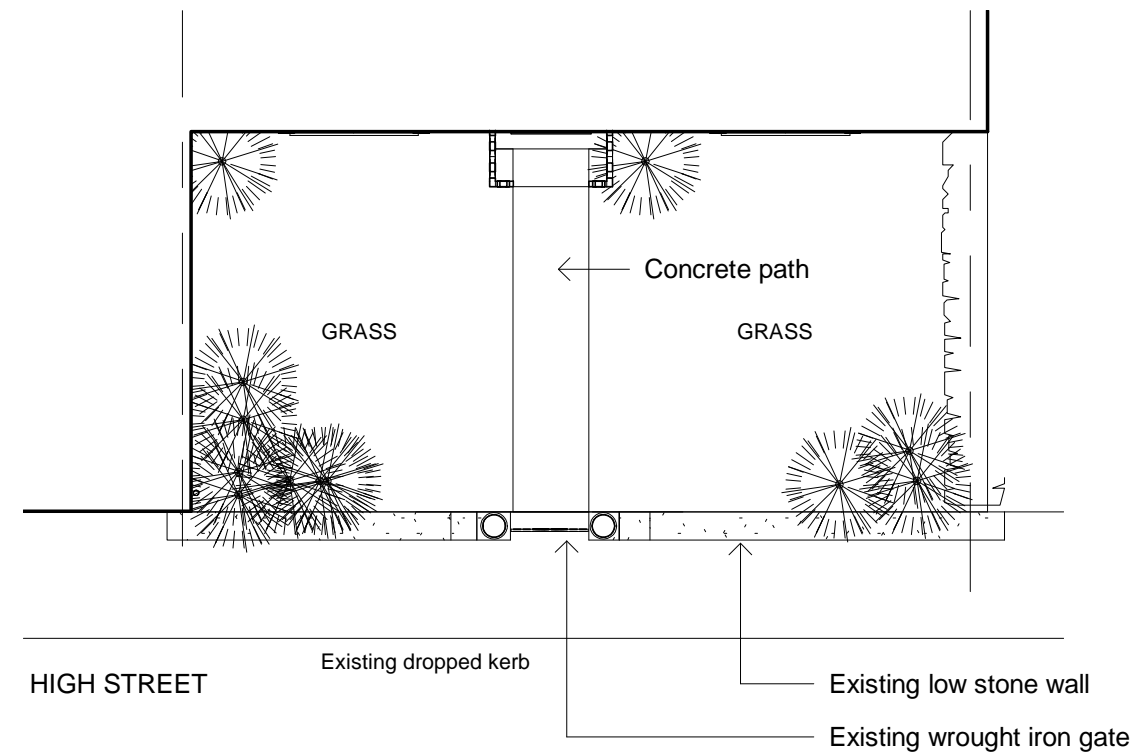 Concrete path
GRASS
GRASS
Existing dropped kerb
HIGH STREET
Existing low stone wall
Existing wrought iron gate